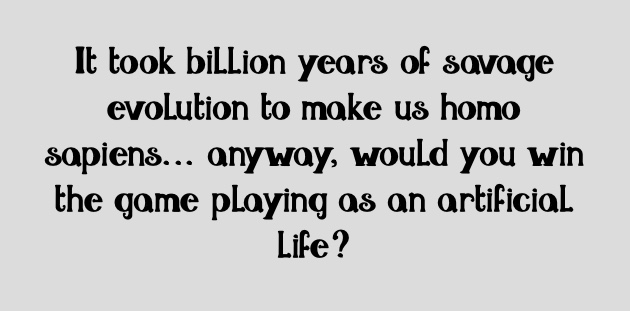 It took billion years of savage
evolution to make us homo
sapiens... anyway, would you win
the game playing as an artificial
life?